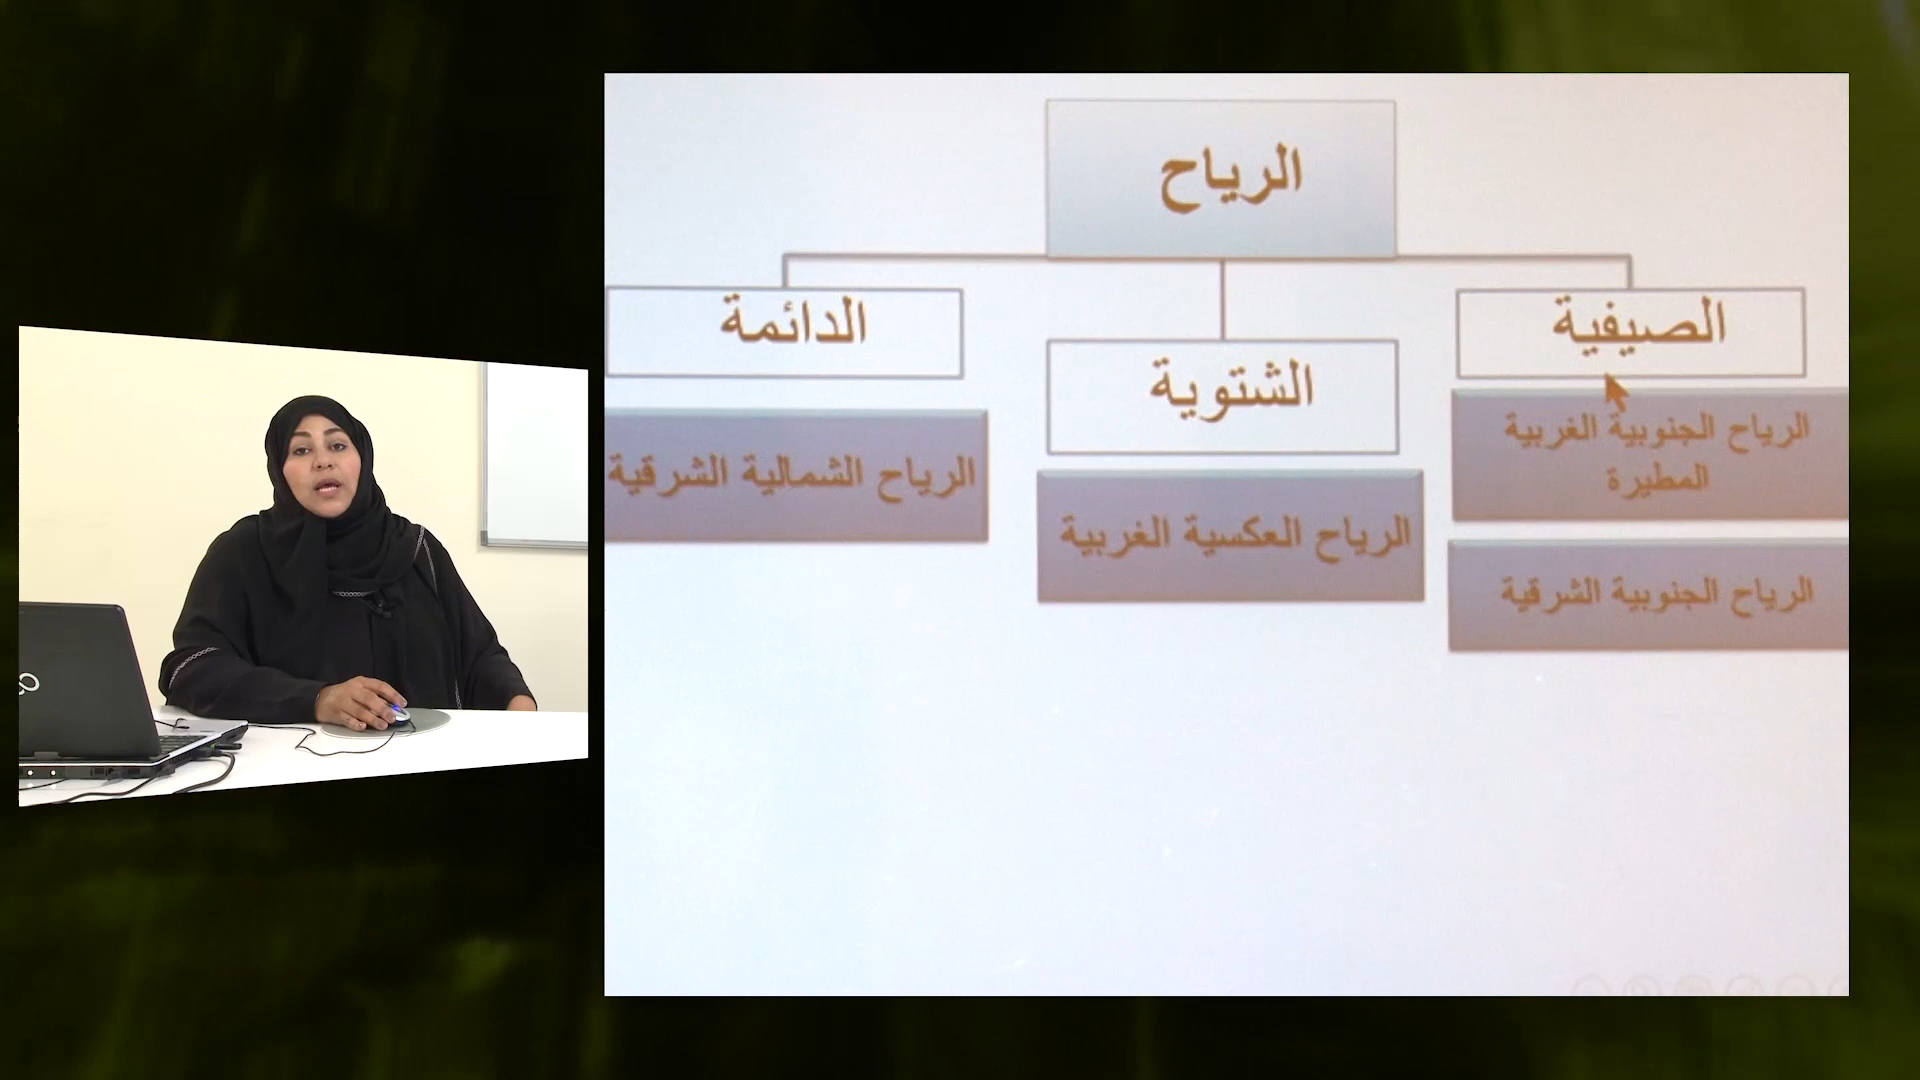 الرياح
الصيفية
الشتوية
الدائمة
الرياح الجنوبية الغربية
المطيرة
الرياح الجنوبية الشرقية
الرياح العكسية الغربية
الرياح الشمالية الشرقية